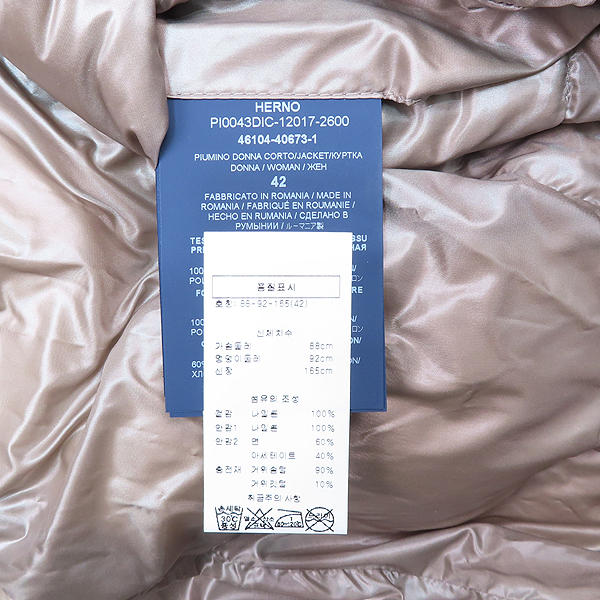 HERNO
PI0043DIC-12017-2600
46104-40673-1
PIUMINO DONNA CORTO/JACKET/КУРТКА
DONNA / WOMAN / ЖЕН
42
FABBRICATO IN ROMANIA / MADE IN
ROMANIA / FABRIQUÉ EN ROUMANIE /
HECHO EN RUMANIA / СДЕЛАНО В
РУМЫНИИ / ルーマニア製
품질표시
호칭: 88-92-165(42)
신체치수
가슴둘레 88cm
엉덩이둘레 92cm
신장 165cm
섬유의 조성
겉감 나일론 100%
안감1 나일론 100%
안감2 면 60%
아세테이트 40%
충전재 거위솜털 90%
거위깃털 10%
취급주의 사항
30℃
중성